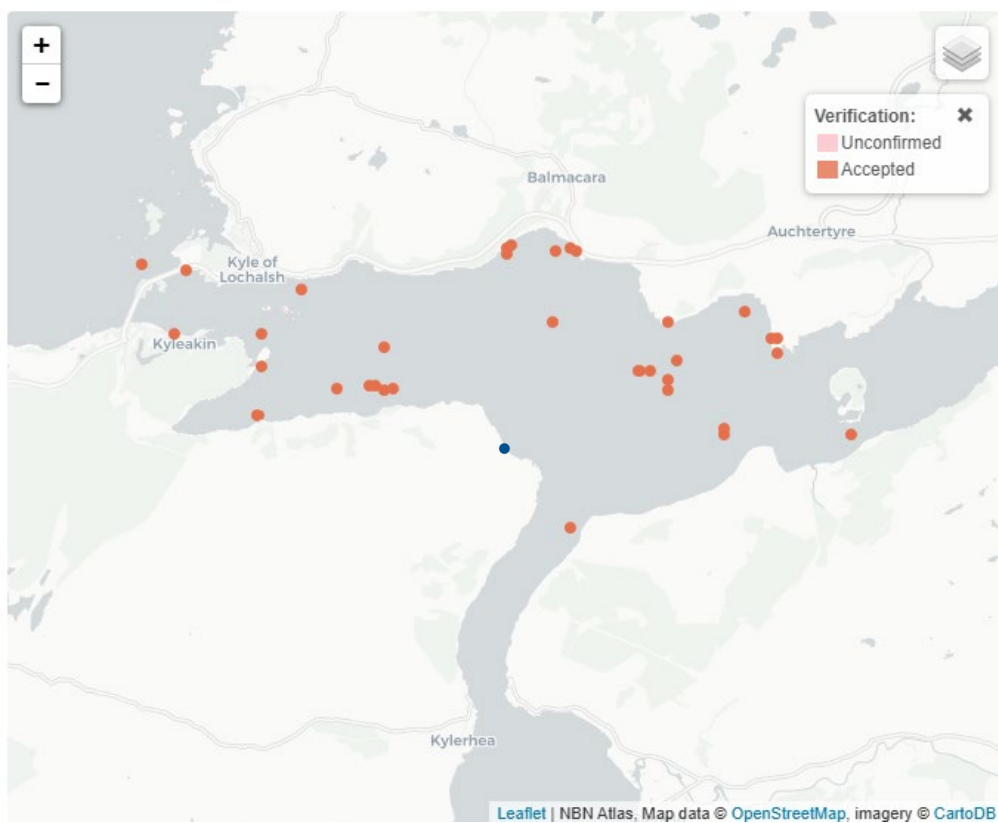 +
−
Verification:
✖
Unconfirmed
Accepted
Balmacara
Auchtertyre
Kyle of
Lochalsh
Kyleakin
Kylerhea
Leaflet | NBN Atlas, Map data © OpenStreetMap, imagery © CartoDB